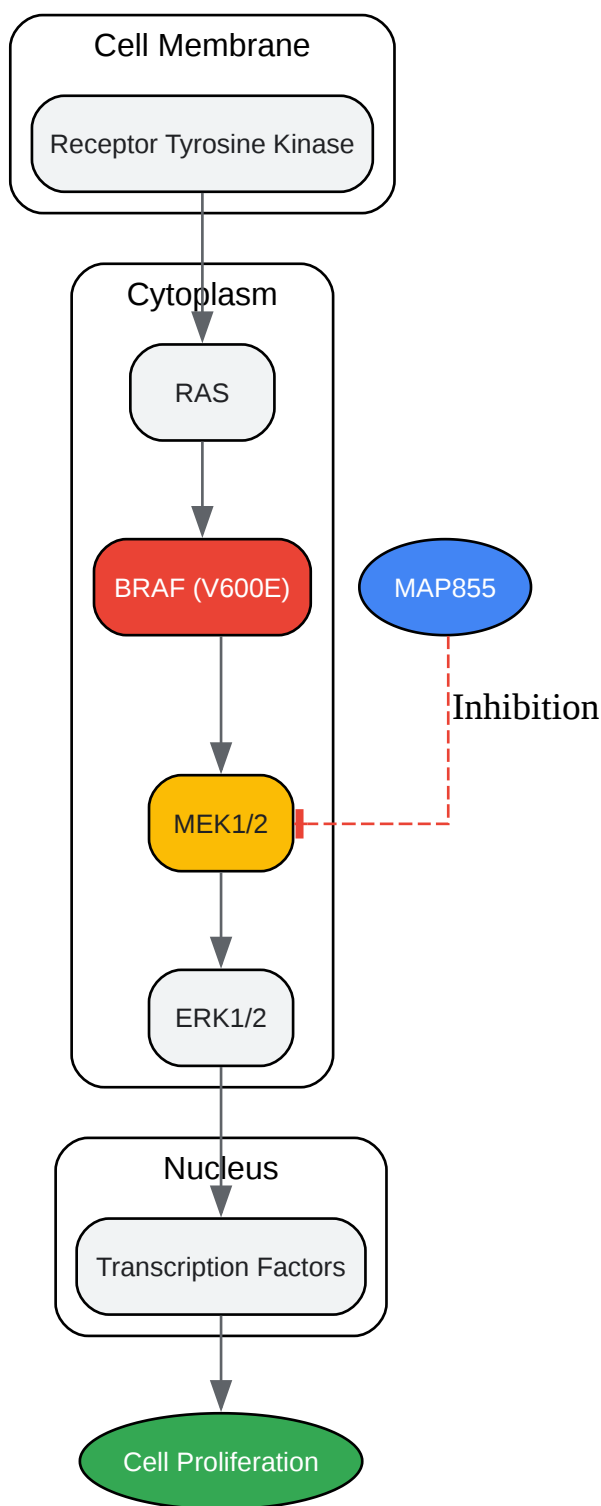 Cell Membrane
Receptor Tyrosine Kinase
Cytoplasm
RAS
BRAF (V600E)
MAP855
Inhibition
MEK1/2
ERK1/2
Nucleus
Transcription Factors
Cell Proliferation